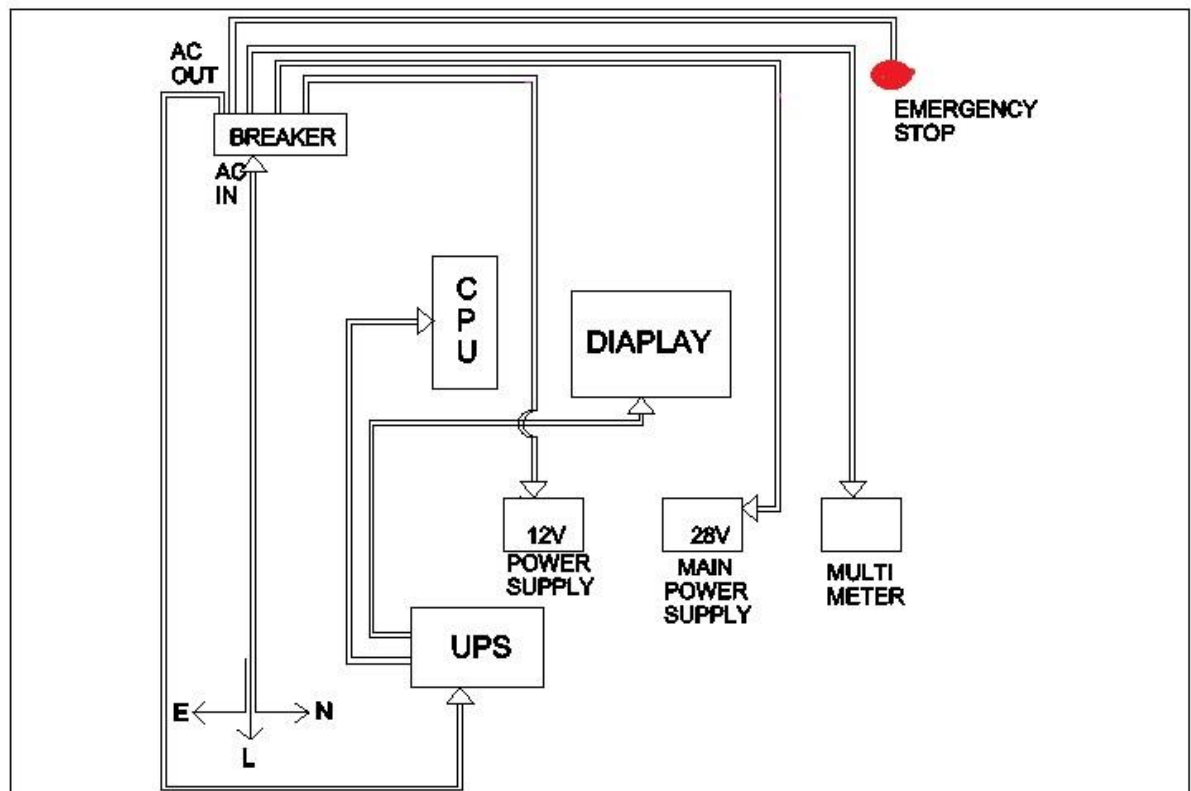 AC
OUT
BREAKER
AC
IN
EMERGENCY
STOP
C
P
U
DIAPLAY
12V
POWER
SUPPLY
28V
MAIN
POWER
SUPPLY
MULTI
METER
UPS
E
N
L